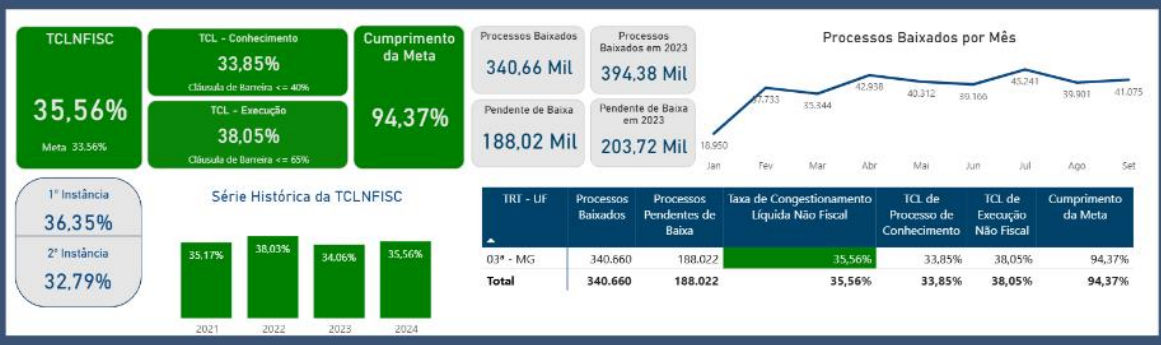 TCLNFISC
35,56%
Meta 33,56%
TCL - Conhecimento
33,85%
Cláusula de Barreira <= 40%
TCL - Execução
38,05%
Cláusula de Barreira <= 65%
Cumprimento
da Meta
94,37%
Processos Baixados
340,66 Mil
Processos
Baixados em 2023
394,38 Mil
Pendente de Baixa
188,02 Mil
Pendente de Baixa
em 2023
203,72 Mil
Processos Baixados por Mês
18.950 37.733 35.844 42.938 40.312 39.166 45.241 39.901 41.075
Jan Fev Mar Abr Mai Jun Jul Ago Set
1ª Instância
36,35%
2ª Instância
32,79%
Série Histórica da TCLNFISC
35,17% 38,03% 34,06% 35,56%
2021 2022 2023 2024
TRT - UF Processos Baixados Processos Pendentes de Baixa Taxa de Congestionamento Líquida Não Fiscal TCL de Processo de Conhecimento TCL de Execução Não Fiscal Cumprimento da Meta
03ª - MG 340.660 188.022 35,56% 33,85% 38,05% 94,37%
Total 340.660 188.022 35,56% 33,85% 38,05% 94,37%